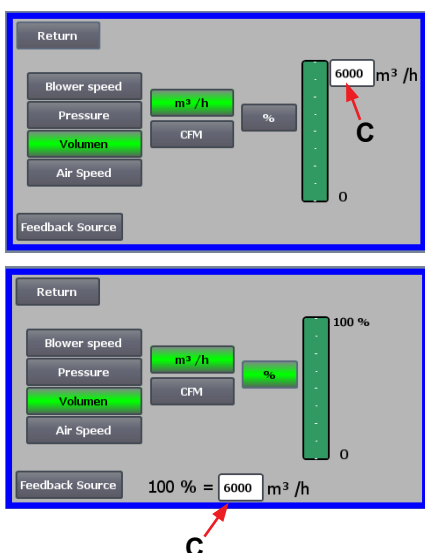 Return
6000 m³ /h
Blower speed
m³ /h
Pressure
%
C
CFM
Volumen
Air Speed
0
Feedback Source
Return
100 %
Blower speed
m³ /h
Pressure
%
CFM
Volumen
Air Speed
0
Feedback Source
100 % = 6000 m³ /h
C